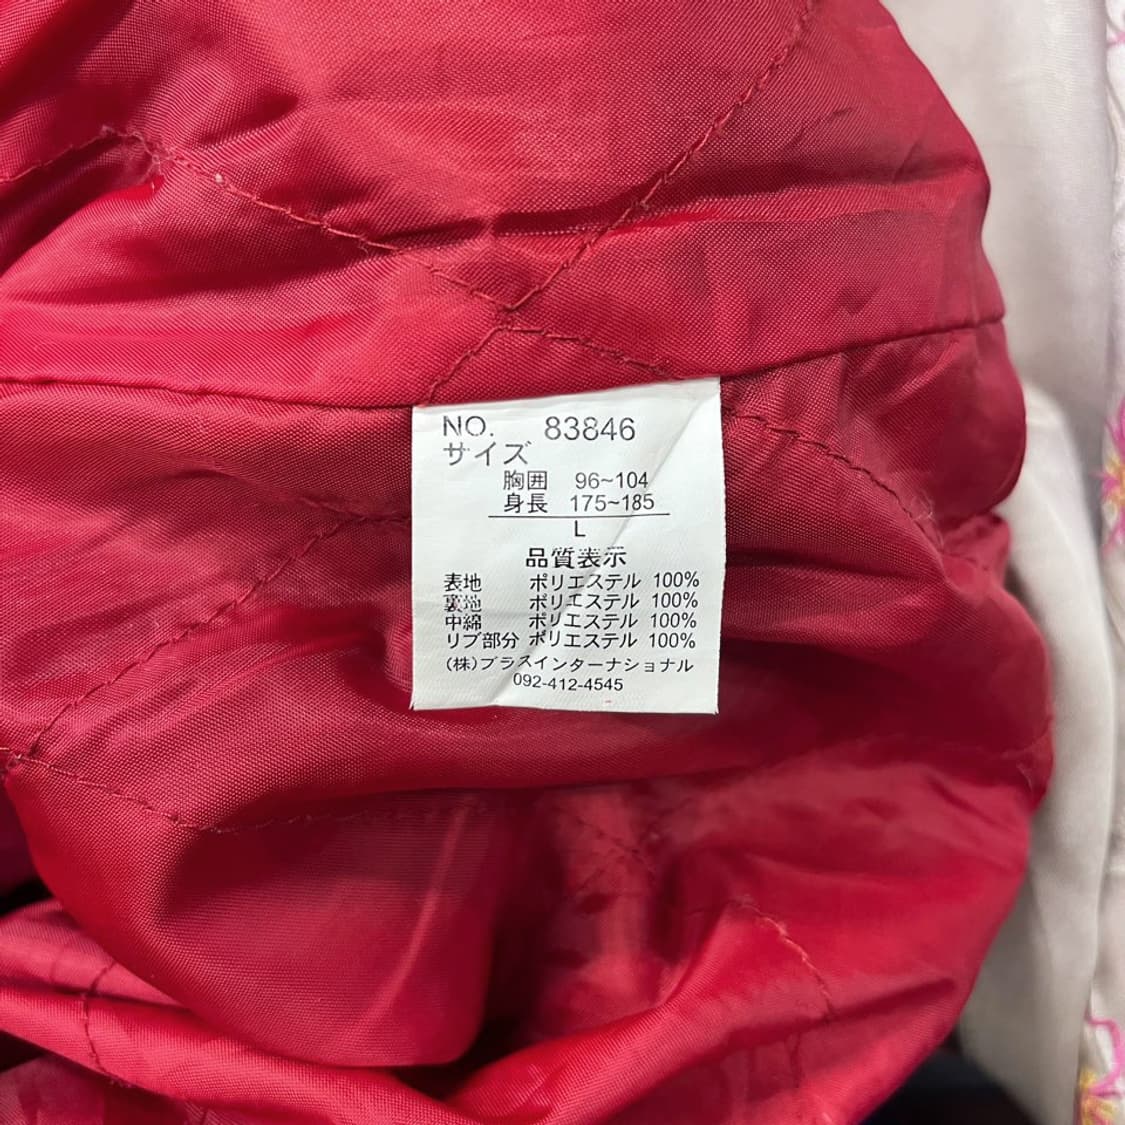 NO. 83846
サイズ
胸囲 96~104
身長 175~185
L
品質表示
表地 ポリエステル 100%
裏地 ポリエステル 100%
中綿 ポリエステル 100%
リブ部分 ポリエステル 100%
(株)プラスインターナショナル
092-412-4545